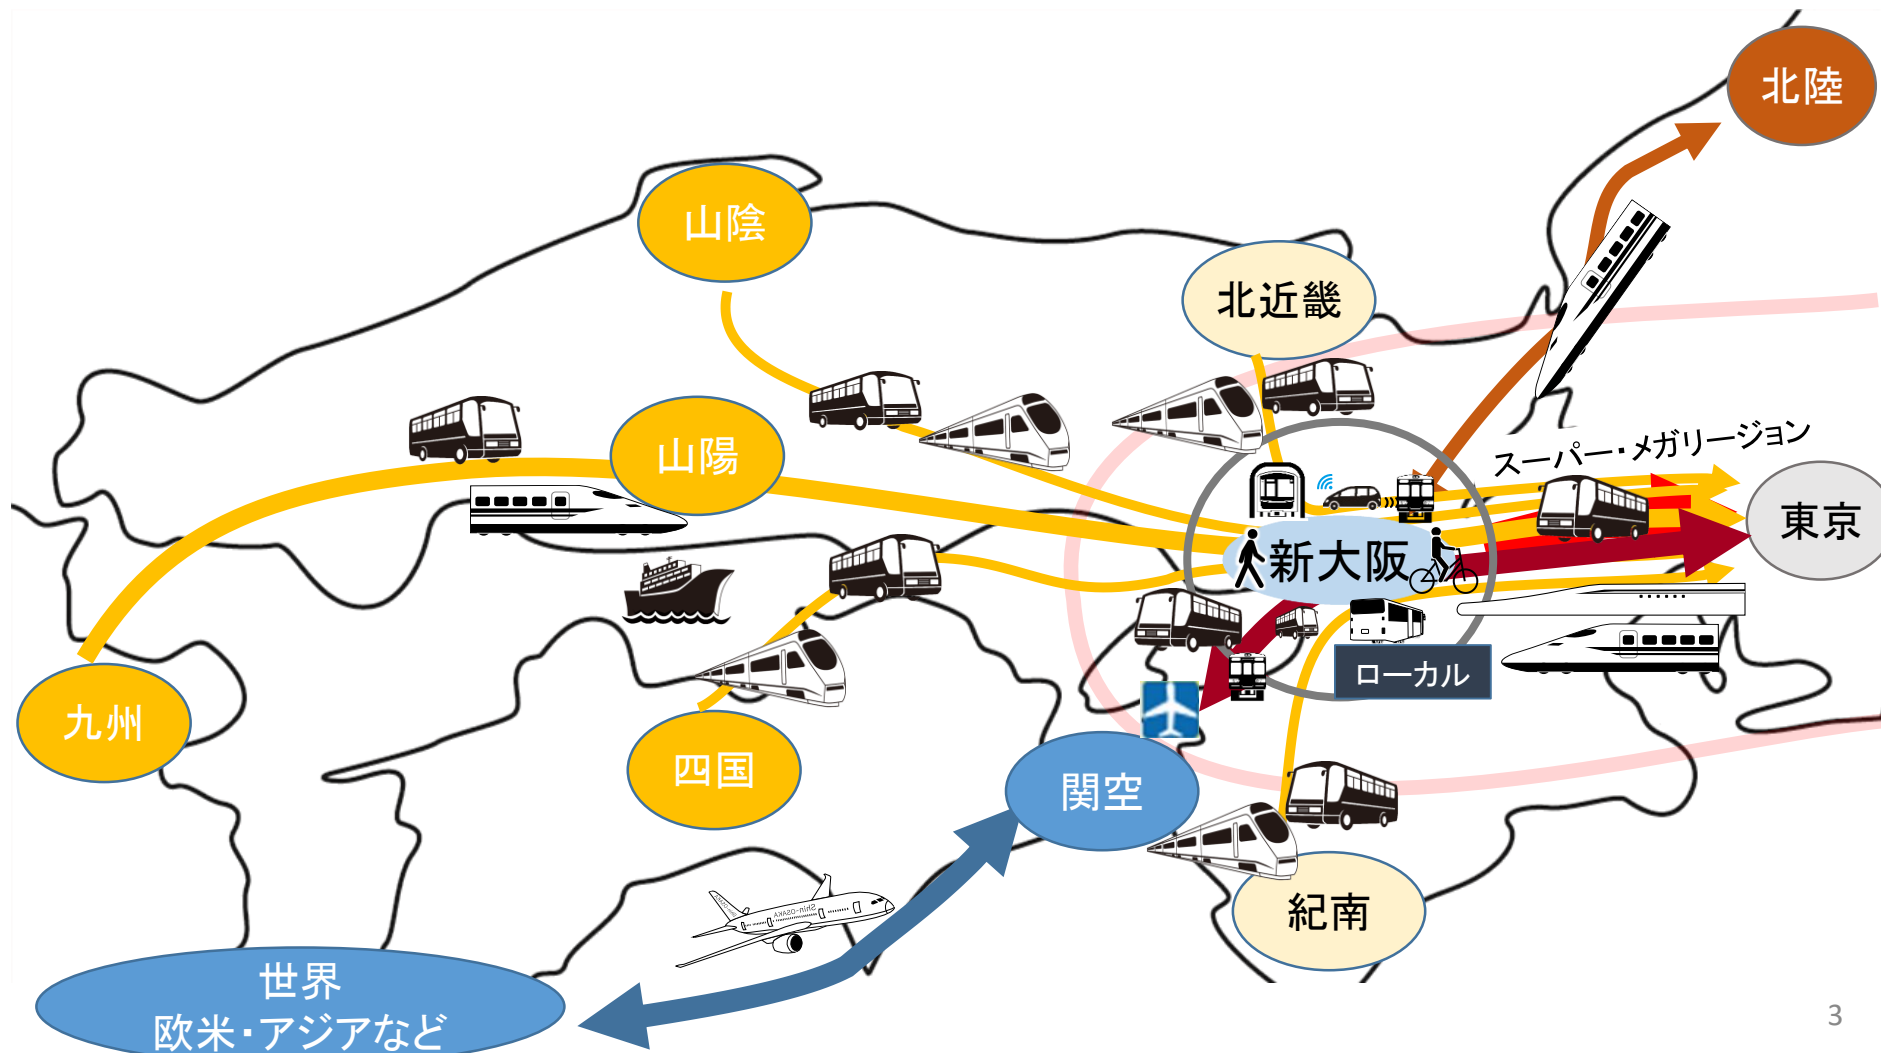 北陸
山陰
北近畿
山陽
スーパー・メガリージョン
東京
新大阪
ローカル
九州
四国
関空
紀南
Shin-OSAKA
世界
欧米・アジアなど
3